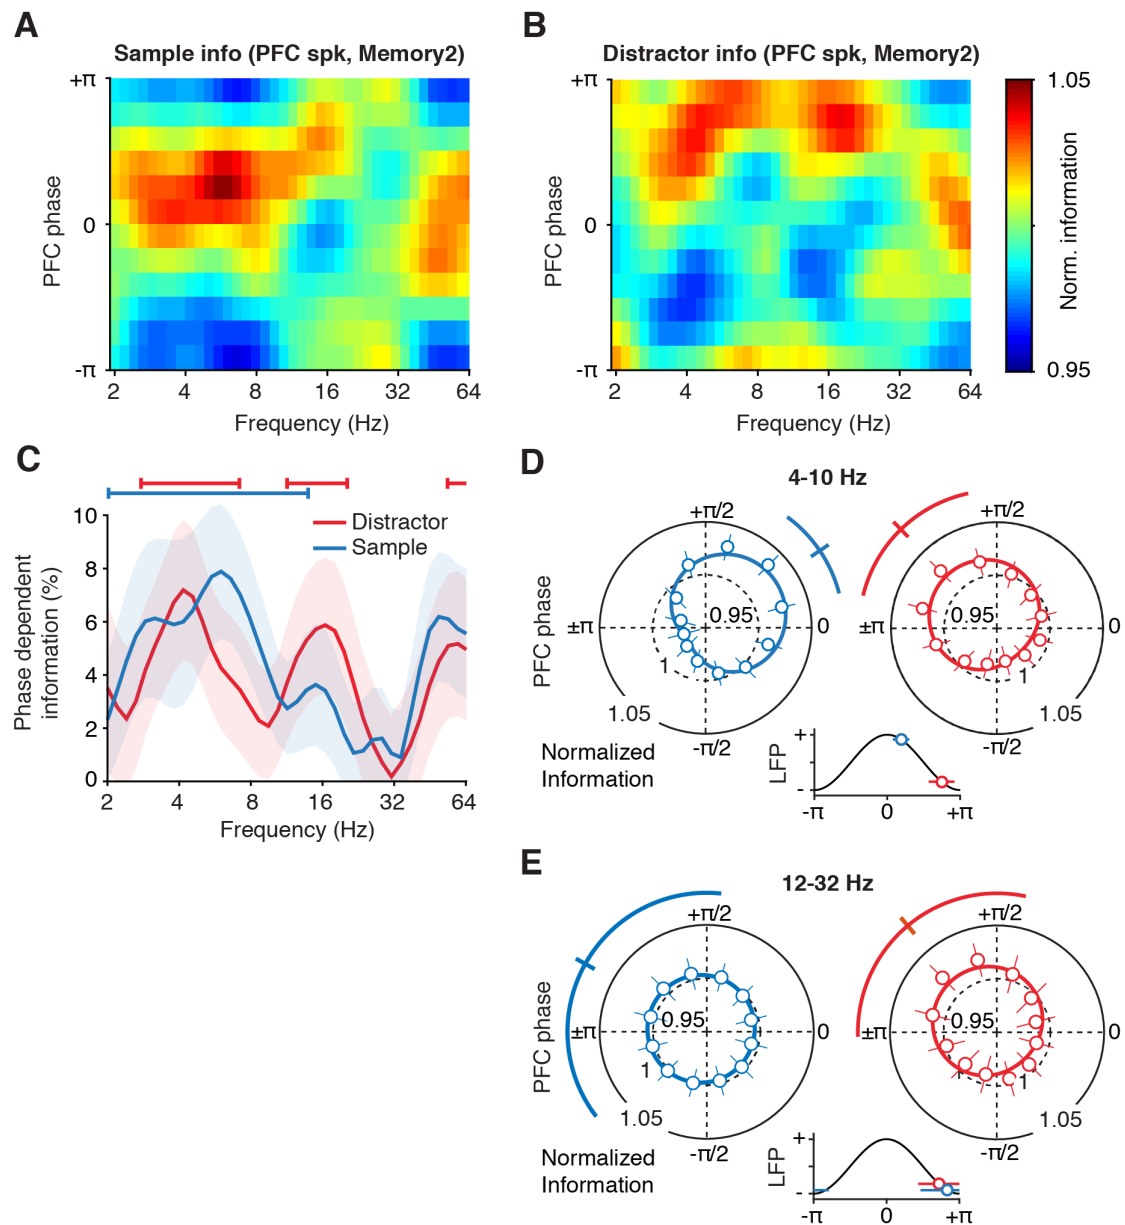 A
B
Sample info (PFC spk, Memory2)
Distractor info (PFC spk, Memory2)
+π
0
-π
PFC phase
2 4 8 16 32 64
Frequency (Hz)
+π
0
-π
PFC phase
2 4 8 16 32 64
Frequency (Hz)
1.05
0.95
Norm. information
C
Distractor
Sample
10
8
6
4
2
0
Phase dependent
information (%)
2 4 8 16 32 64
Frequency (Hz)
D
4-10 Hz
+π/2
+π/2
PFC phase
±π
0.95
0
±π
0.95
0
1
1
1.05
1.05
-π/2
-π/2
Normalized
Information
LFP
+
-
-π 0 +π
E
12-32 Hz
+π/2
+π/2
PFC phase
±π
0.95
0
±π
0.95
0
1
1
1.05
1.05
-π/2
-π/2
Normalized
Information
LFP
+
-
-π 0 +π